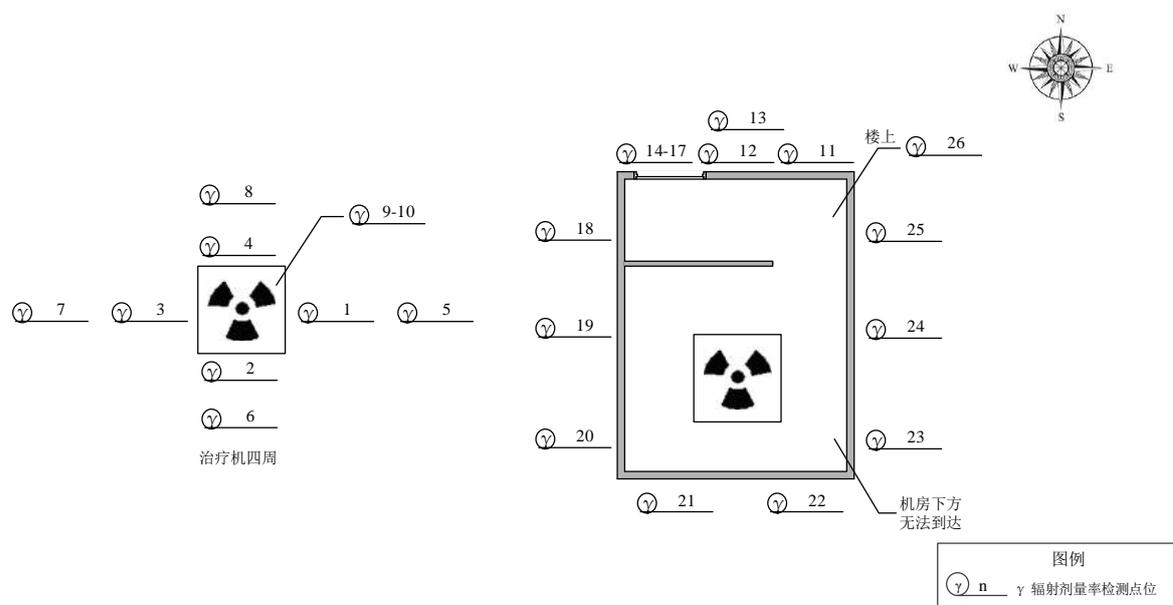 N
W E
S
γ 13
楼上
γ 14-17 γ 12 γ 11 γ 26
γ 8
γ 9-10
γ 18 γ 25
γ 4
γ 7 γ 3 γ 1 γ 5
γ 19 γ 24
γ 2
γ 6
γ 20 γ 23
治疗机四周
γ 21 γ 22
机房下方
无法到达
图例
γ n γ 辐射剂量率检测点位